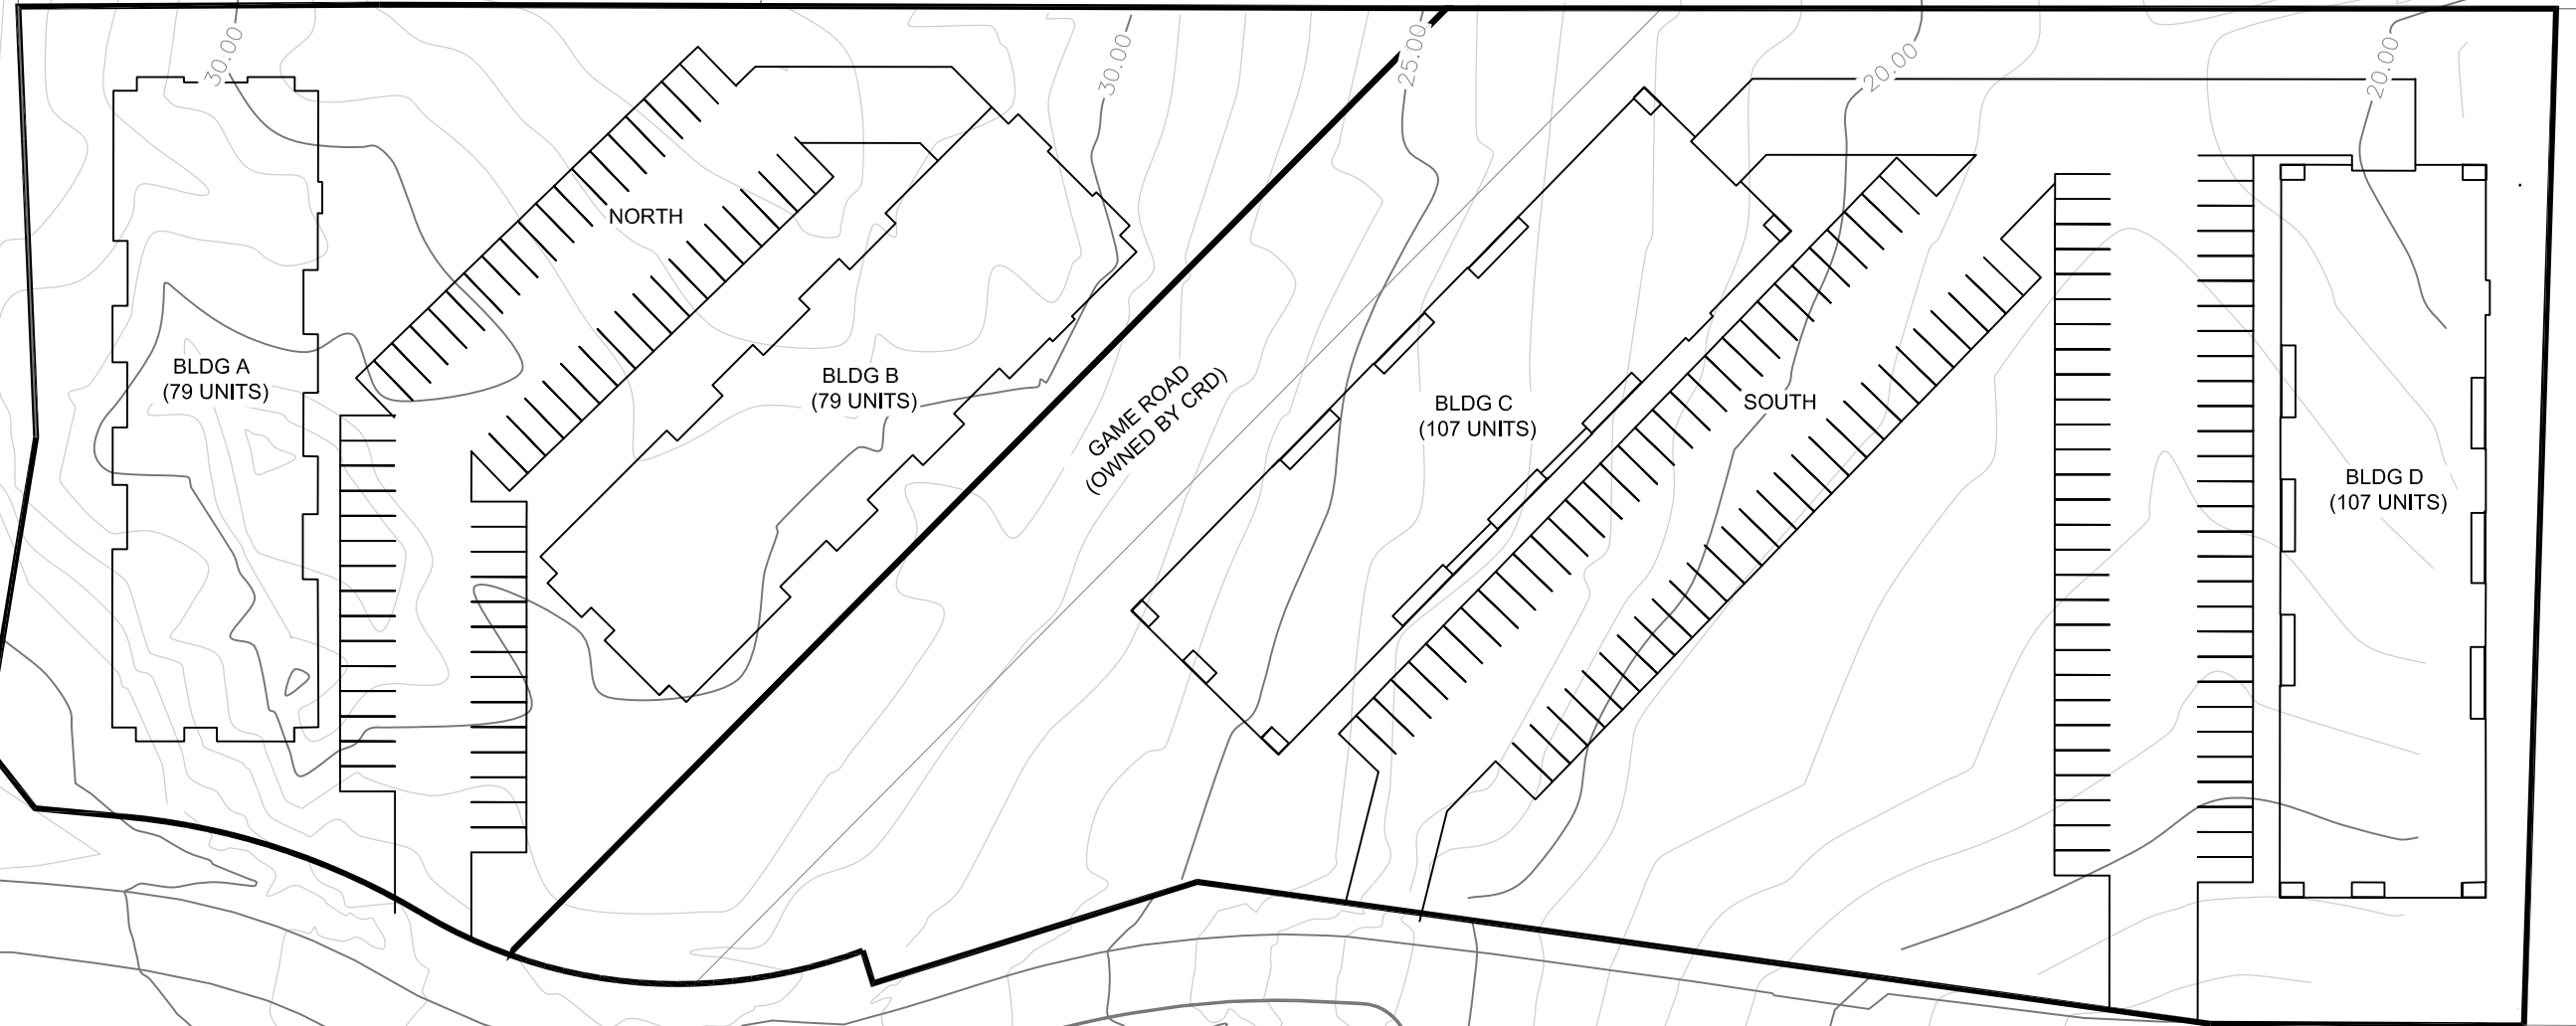 30.00
30.00
25.00
20.00
20.00
NORTH
BLDG A
(79 UNITS)
BLDG B
(79 UNITS)
GAME ROAD
(OWNED BY CRD)
BLDG C
(107 UNITS)
SOUTH
BLDG D
(107 UNITS)